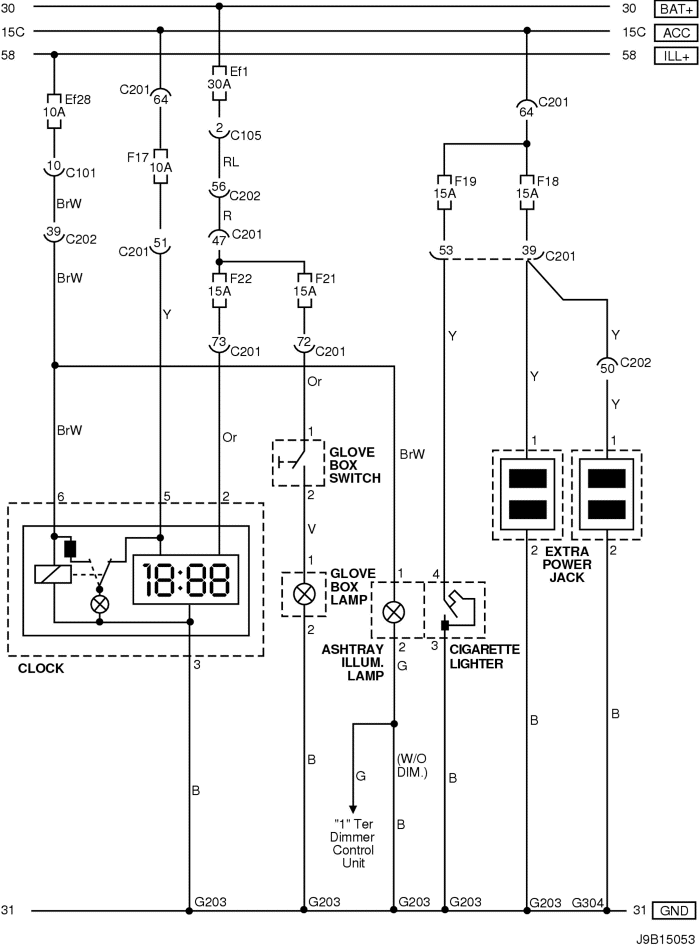 30
30
BAT+
15C
15C
ACC
58
58
ILL+
Ef28
10A
C201
64
Ef1
30A
C201
64
2
C105
F17
10A
10
C101
RL
F19
15A
F18
15A
BrW
56
C202
R
39
C202
51
C201
47
C201
53
39
C201
BrW
F22
15A
F21
15A
Y
73
C201
72
C201
Y
Y
50
C202
Or
Y
Y
BrW
Or
1
GLOVE
BOX
SWITCH
BrW
1
1
6
5
2
2
V
2
2
EXTRA
POWER
JACK
18:88
1
GLOVE
BOX
LAMP
1
4
2
ASHTRAY
ILLUM.
LAMP
2
G
3
CIGARETTE
LIGHTER
CLOCK
3
B
B
B
G
(W/O
DIM.)
B
B
B
"1" Ter
Dimmer
Control
Unit
31
G203
G203
G203
G203
G203
G304
31
GND
J9B15053